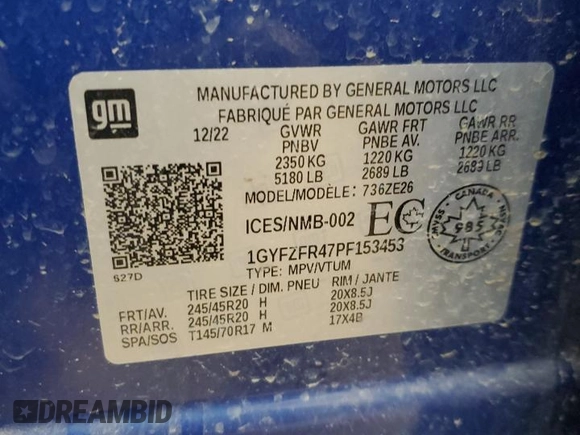 gm
MANUFACTURED BY GENERAL MOTORS LLC
FABRIQUÉ PAR GENERAL MOTORS LLC
12/22 GVWR GAWR FRT GAWR RR
PNBV PNBE AV. PNBE ARR.
2350 KG 1220 KG 1220 KG
5180 LB 2689 LB 2689 LB
MODEL/MODÈLE: 736ZE26
ICES/NMB-002 EC
CANADA
985
MVSS NSVAC
1GYFZFR47PF153453
TYPE: MPV/VTUM
527D
TIRE SIZE / DIM. PNEU RIM / JANTE
FRT/AV. 245/45R20 H 20X8.5J
RR/ARR. 245/45R20 H 20X8.5J
SPA/SOS T145/70R17 M 17X4B
DREAMBID